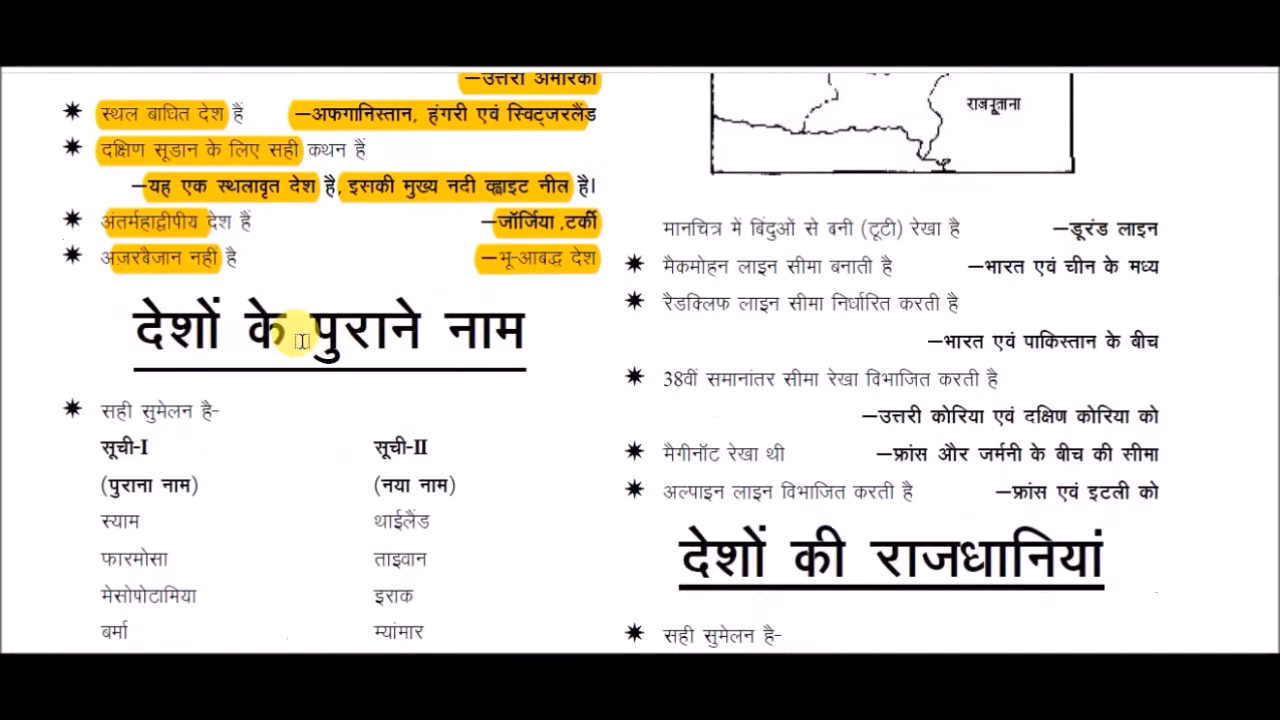 —उत्तरी अमेरिका
✷ स्थल बाधित देश हैं —अफगानिस्तान, हंगरी एवं स्विट्जरलैंड
✷ दक्षिण सूडान के लिए सही कथन हैं
—यह एक स्थलावृत देश है, इसकी मुख्य नदी व्हाइट नील है।
✷ अंतर्महाद्वीपीय देश हैं —जॉर्जिया ,टर्की
✷ अजरबैजान नहीं है —भू-आबद्ध देश
देशों के पुराने नाम
✷ सही सुमेलन है-
सूची-I सूची-II
(पुराना नाम) (नया नाम)
स्याम थाईलैंड
फारमोसा ताइवान
मेसोपोटामिया इराक
बर्मा म्यांमार
राजपूताना
मानचित्र में बिंदुओं से बनी (टूटी) रेखा है —डूरंड लाइन
✷ मैकमोहन लाइन सीमा बनाती है —भारत एवं चीन के मध्य
✷ रैडक्लिफ लाइन सीमा निर्धारित करती है
—भारत एवं पाकिस्तान के बीच
✷ 38वीं समानांतर सीमा रेखा विभाजित करती है
—उत्तरी कोरिया एवं दक्षिण कोरिया को
✷ मैगीनॉट रेखा थी —फ्रांस और जर्मनी के बीच की सीमा
✷ अल्पाइन लाइन विभाजित करती है —फ्रांस एवं इटली को
देशों की राजधानियां
✷ सही सुमेलन है-